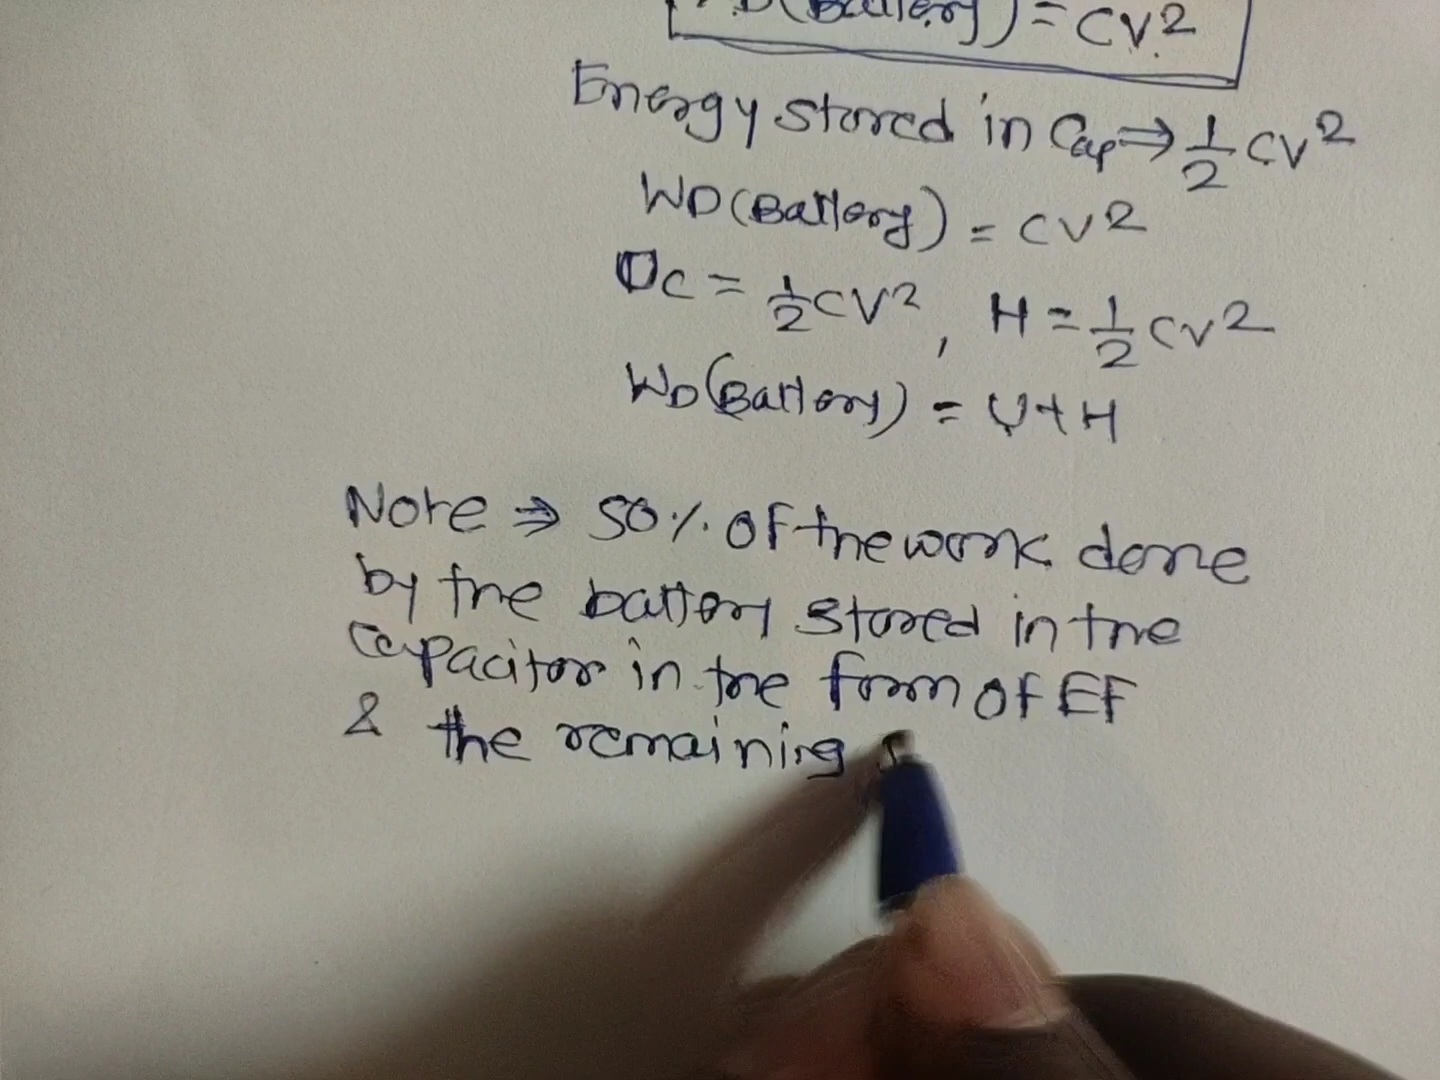 (Battery) = CV²
Energy stored in Cap ⇒ 1/2 CV²
WD (Battery) = CV²
Uc = 1/2 CV², H = 1/2 CV²
WD (Battery) = U + H
Note ⇒ 50% of the work done
by the battery stored in the
Capacitor in the form of EF
& the remaining